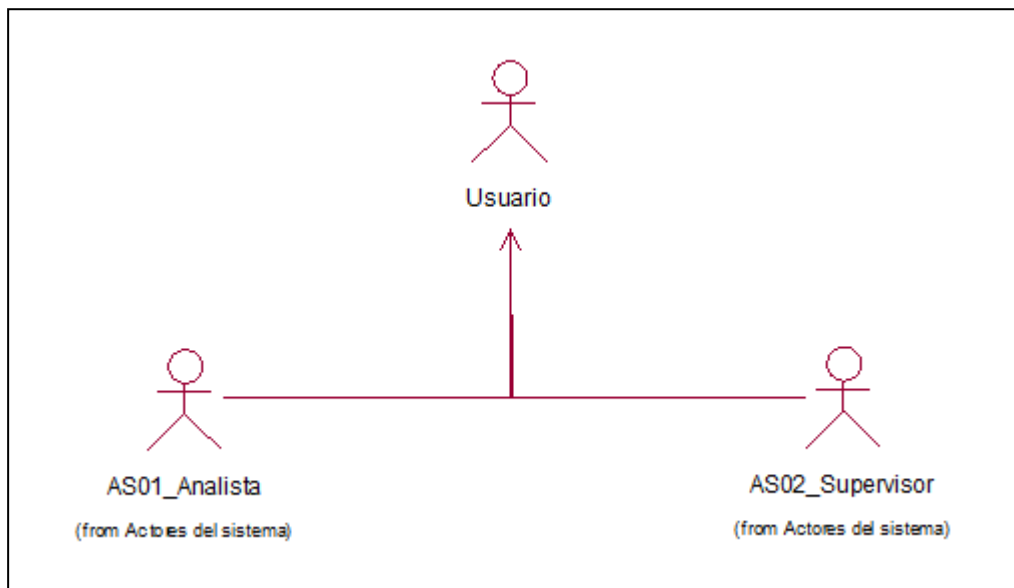 Usuario
AS01_Analista
(from Actores del sistema)
AS02_Supervisor
(from Actores del sistema)